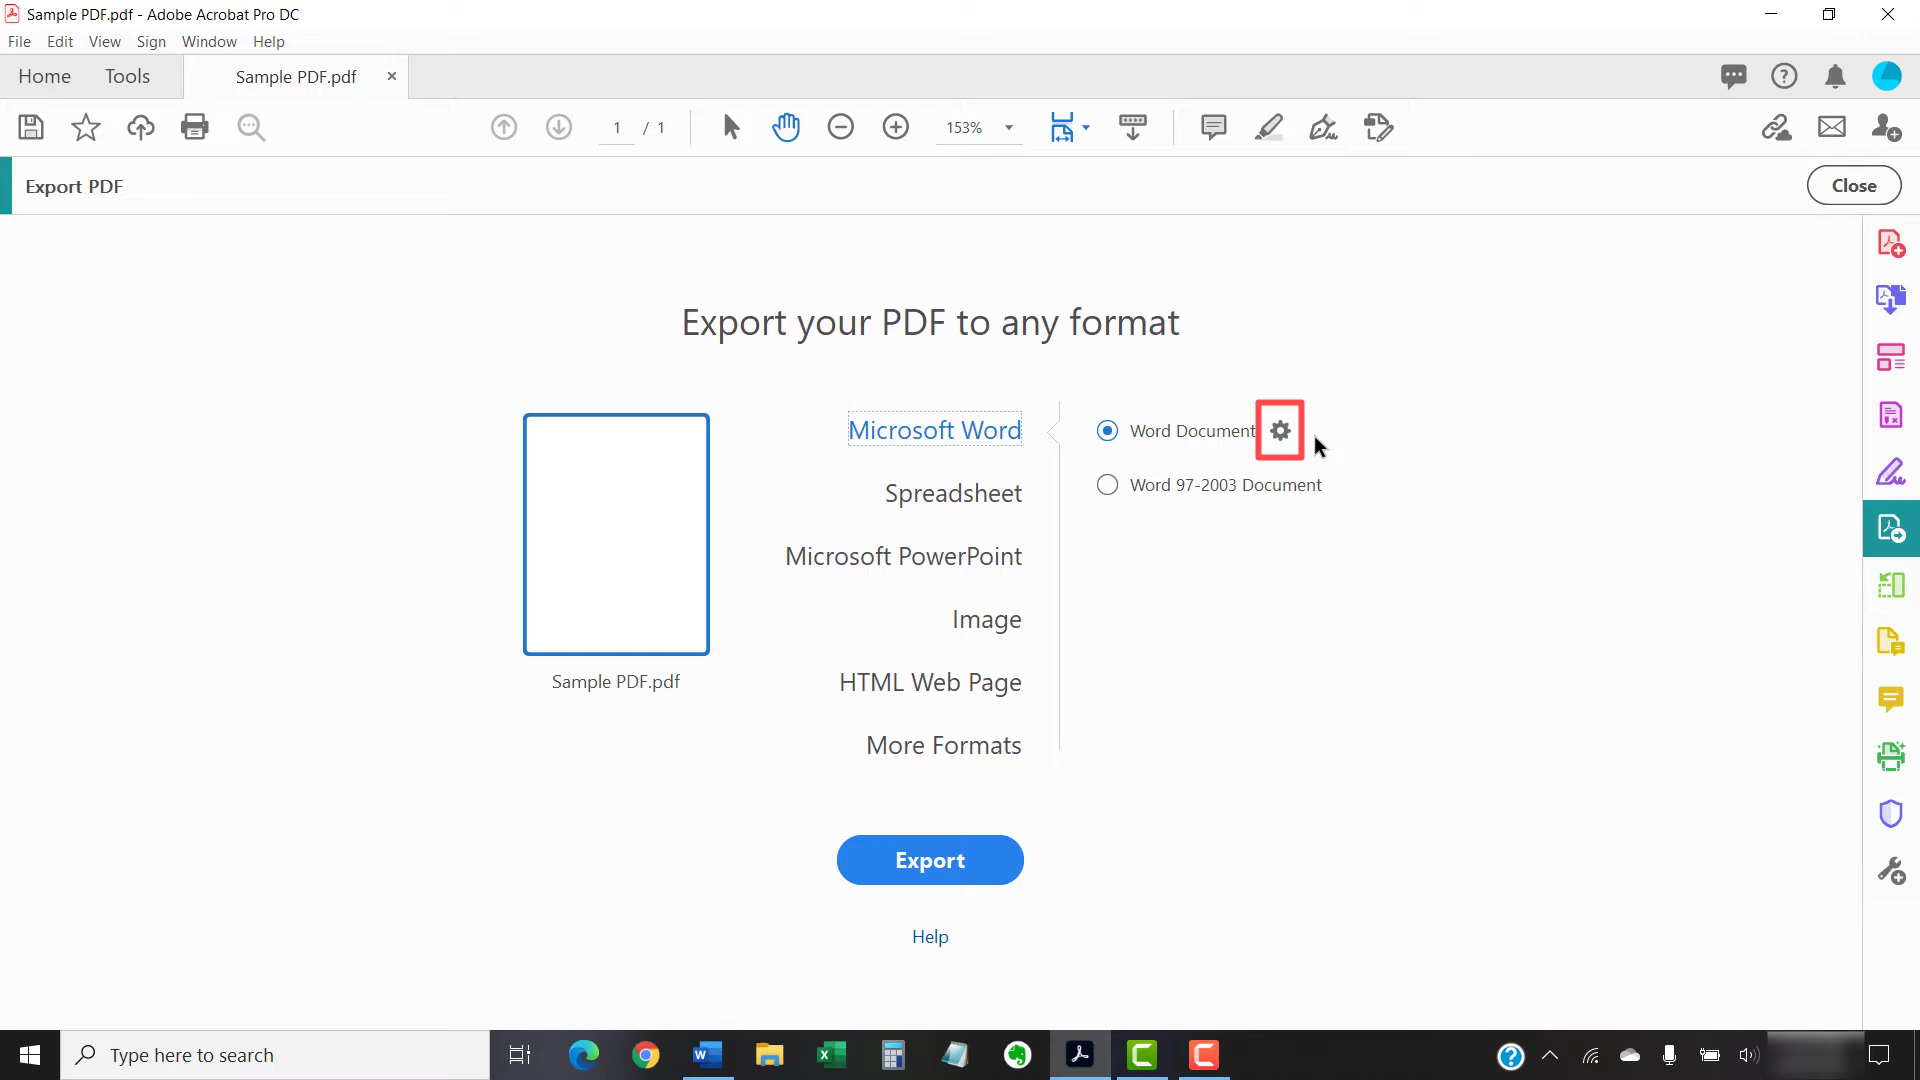 Sample PDF.pdf - Adobe Acrobat Pro DC
File Edit View Sign Window Help
Home Tools Sample PDF.pdf ×
1 / 1 153%
Export PDF
Close
Export your PDF to any format
Microsoft Word
Spreadsheet
Microsoft PowerPoint
Image
HTML Web Page
More Formats
Word Document
Word 97-2003 Document
Sample PDF.pdf
Export
Help
Type here to search